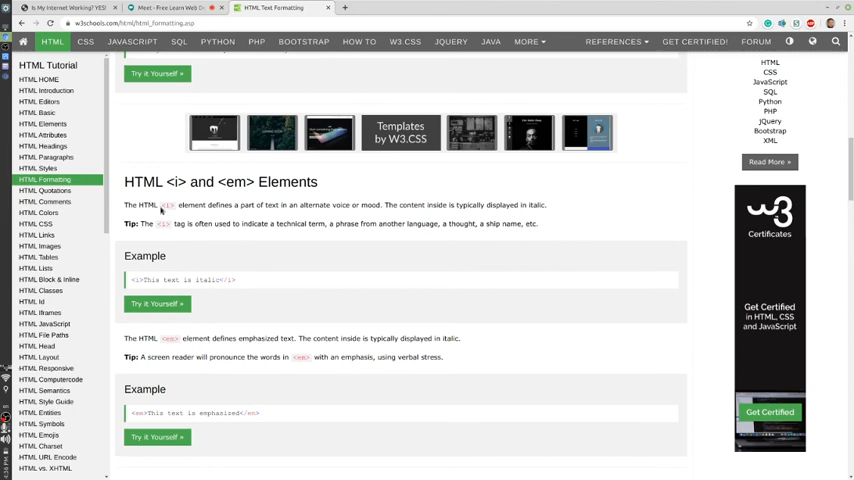 Is My Internet Working? YES!
Meet - Free Learn Web D
HTML Text Formatting
w3schools.com/html/html_formatting.asp
HTML
CSS
JAVASCRIPT
SQL
PYTHON
PHP
BOOTSTRAP
HOW TO
W3.CSS
JQUERY
JAVA
MORE
REFERENCES
GET CERTIFIED!
FORUM
HTML Tutorial
HTML HOME
HTML Introduction
HTML Editors
HTML Basic
HTML Elements
HTML Attributes
HTML Headings
HTML Paragraphs
HTML Styles
HTML Formatting
HTML Quotations
HTML Comments
HTML Colors
HTML CSS
HTML Links
HTML Images
HTML Tables
HTML Lists
HTML Block & Inline
HTML Classes
HTML Id
HTML Iframes
HTML JavaScript
HTML File Paths
HTML Head
HTML Layout
HTML Responsive
HTML Computercode
HTML Semantics
HTML Style Guide
HTML Entities
HTML Symbols
HTML Emojis
HTML Charset
HTML URL Encode
HTML vs. XHTML
Try it Yourself »
Templates
by W3.CSS
HTML <i> and <em> Elements
The HTML <i> element defines a part of text in an alternate voice or mood. The content inside is typically displayed in italic.
Tip: The <i> tag is often used to indicate a technical term, a phrase from another language, a thought, a ship name, etc.
Example
<i>This text is italic</i>
Try it Yourself »
The HTML <em> element defines emphasized text. The content inside is typically displayed in italic.
Tip: A screen reader will pronounce the words in <em> with an emphasis, using verbal stress.
Example
<em>This text is emphasized</em>
Try it Yourself »
HTML
CSS
JavaScript
SQL
Python
PHP
jQuery
Bootstrap
XML
Read More »
w3
Certificates
Get Certified
in HTML, CSS
and JavaScript
Get Certified